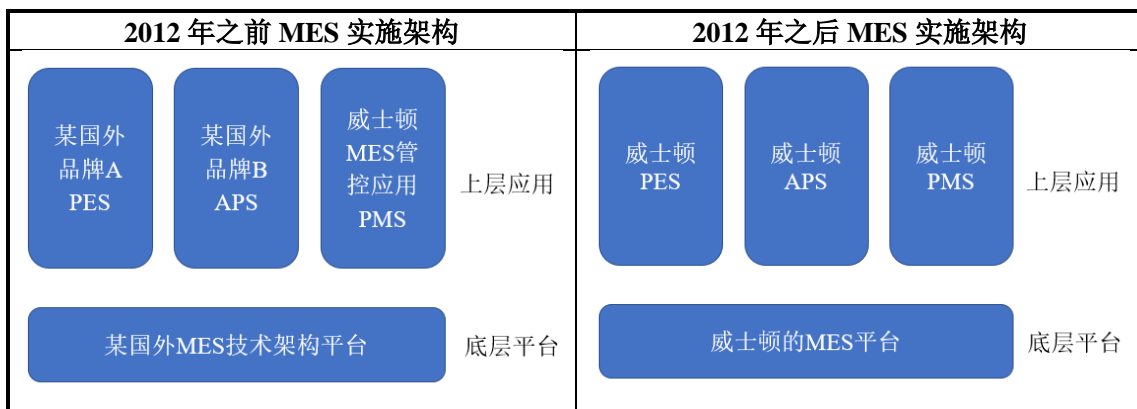 2012 年之前 MES 实施架构
某国外
品牌A
PES
某国外
品牌B
APS
威士顿
MES管
控应用
PMS
上层应用
某国外MES技术架构平台
底层平台
2012 年之后 MES 实施架构
威士顿
PES
威士顿
APS
威士顿
PMS
上层应用
威士顿的MES平台
底层平台